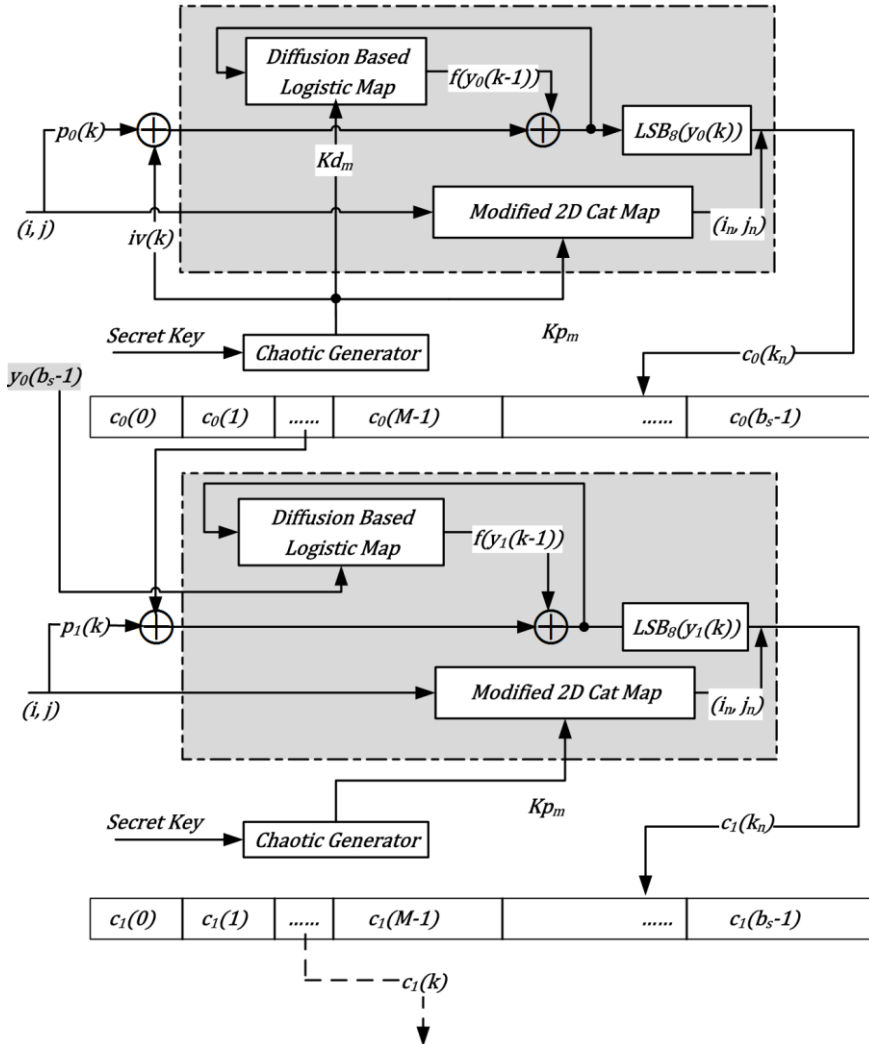 Diffusion Based
Logistic Map
f(y₀(k-1))
p₀(k)
LSB₈(y₀(k))
Kdₘ
Modified 2D Cat Map
(i, j)
iv(k)
(iₙ, jₙ)
Secret Key
Chaotic Generator
Kpₘ
c₀(kₙ)
y₀(bₛ-1)
c₀(0) c₀(1) ...... c₀(M-1) ...... c₀(bₛ-1)
Diffusion Based
Logistic Map
f(y₁(k-1))
p₁(k)
LSB₈(y₁(k))
Modified 2D Cat Map
(i, j)
(iₙ, jₙ)
Secret Key
Chaotic Generator
Kpₘ
c₁(kₙ)
c₁(0) c₁(1) ...... c₁(M-1) ...... c₁(bₛ-1)
c₁(k)